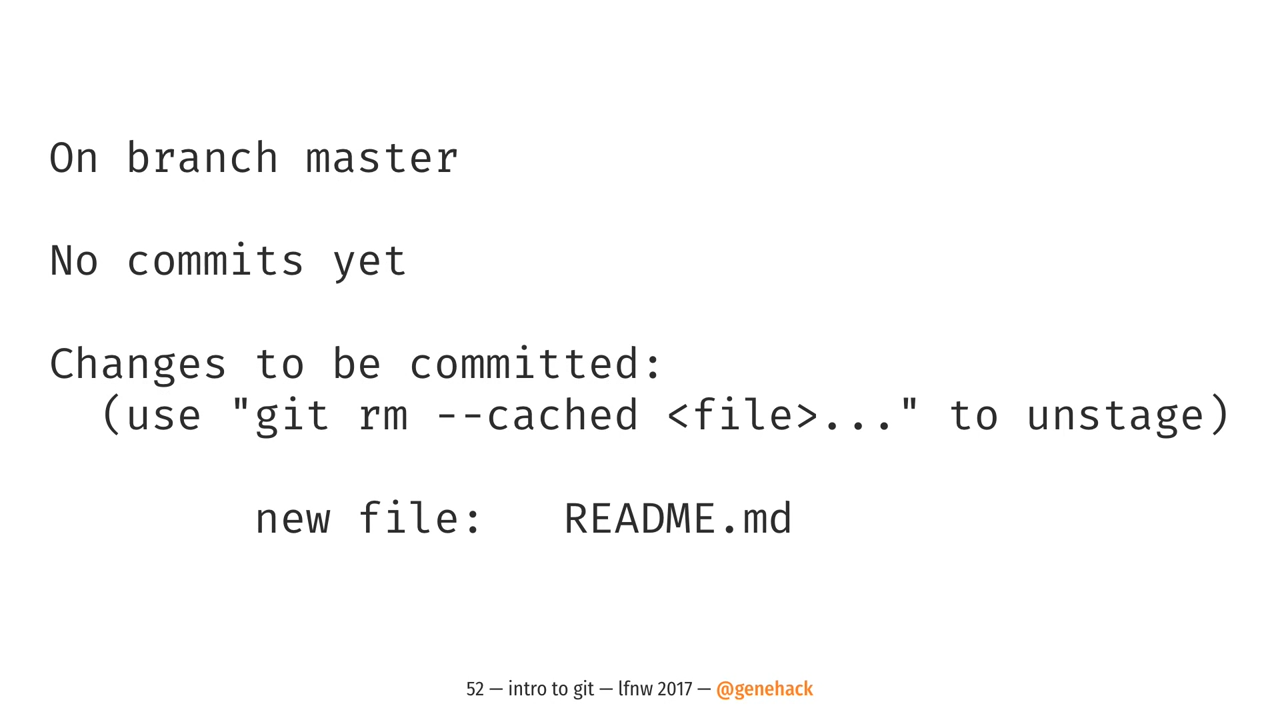 On branch master
No commits yet
Changes to be committed:
(use "git rm --cached <file>..." to unstage)
new file: README.md
52 — intro to git — lfnw 2017 — @genehack